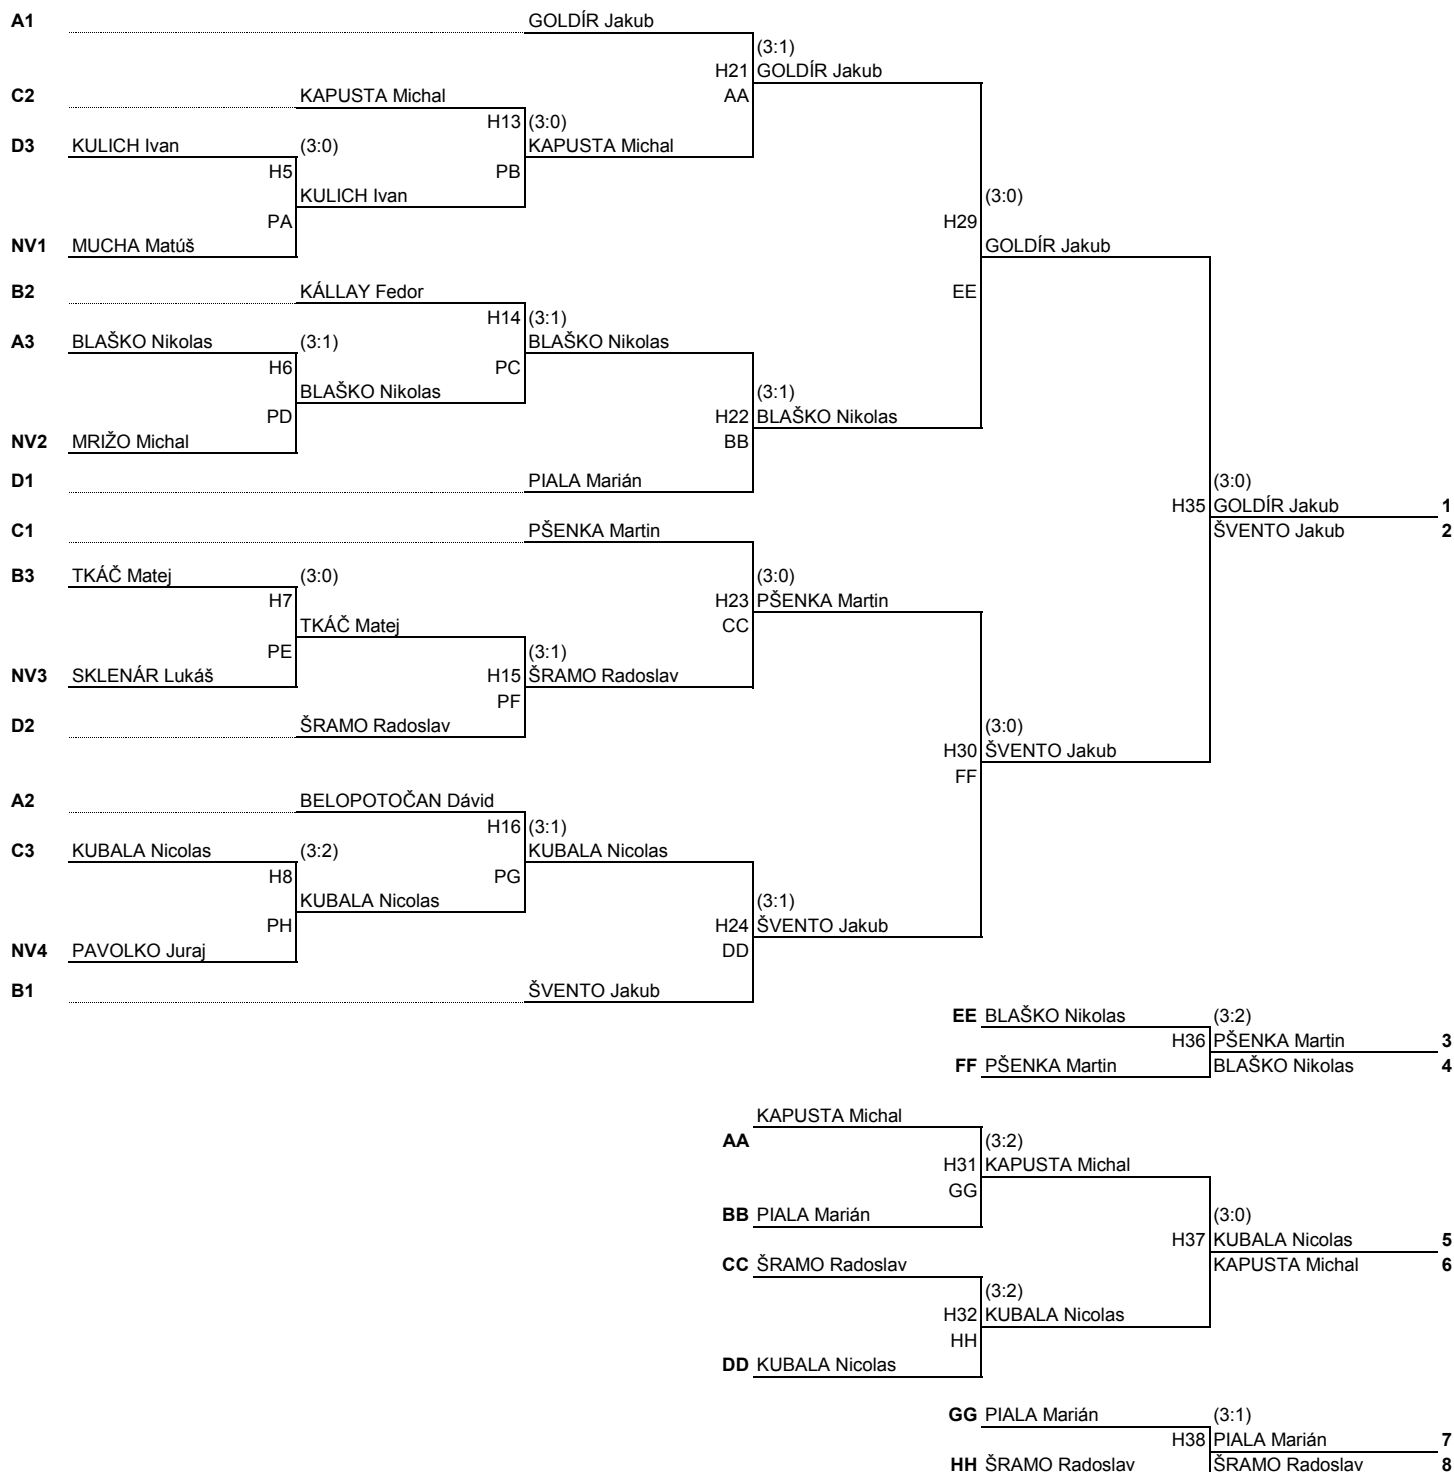 A1 GOLDÍR Jakub
(3:1)
H21 GOLDÍR Jakub
C2 KAPUSTA Michal AA
H13 (3:0)
D3 KULICH Ivan (3:0) KAPUSTA Michal
H5 PB
KULICH Ivan (3:0)
PA H29
NV1 MUCHA Matúš GOLDÍR Jakub
B2 KÁLLAY Fedor EE
H14 (3:1)
A3 BLAŠKO Nikolas (3:1) BLAŠKO Nikolas
H6 PC
BLAŠKO Nikolas (3:1)
PD H22 BLAŠKO Nikolas
NV2 MRIŽO Michal BB
D1 PIALA Marián (3:0)
H35 GOLDÍR Jakub 1
C1 PŠENKA Martin ŠVENTO Jakub 2
B3 TKÁČ Matej (3:0) (3:0)
H7 H23 PŠENKA Martin
TKÁČ Matej CC
PE (3:1)
NV3 SKLENÁR Lukáš H15 ŠRAMO Radoslav
PF
D2 ŠRAMO Radoslav (3:0)
H30 ŠVENTO Jakub
FF
A2 BELOPOTOČAN Dávid
H16 (3:1)
C3 KUBALA Nicolas (3:2) KUBALA Nicolas
H8 PG
KUBALA Nicolas (3:1)
PH H24 ŠVENTO Jakub
NV4 PAVOLKO Juraj DD
B1 ŠVENTO Jakub
EE BLAŠKO Nikolas (3:2)
H36 PŠENKA Martin 3
FF PŠENKA Martin BLAŠKO Nikolas 4
KAPUSTA Michal
AA (3:2)
H31 KAPUSTA Michal
GG
BB PIALA Marián (3:0)
H37 KUBALA Nicolas 5
CC ŠRAMO Radoslav KAPUSTA Michal 6
(3:2)
H32 KUBALA Nicolas
HH
DD KUBALA Nicolas
GG PIALA Marián (3:1)
H38 PIALA Marián 7
HH ŠRAMO Radoslav ŠRAMO Radoslav 8